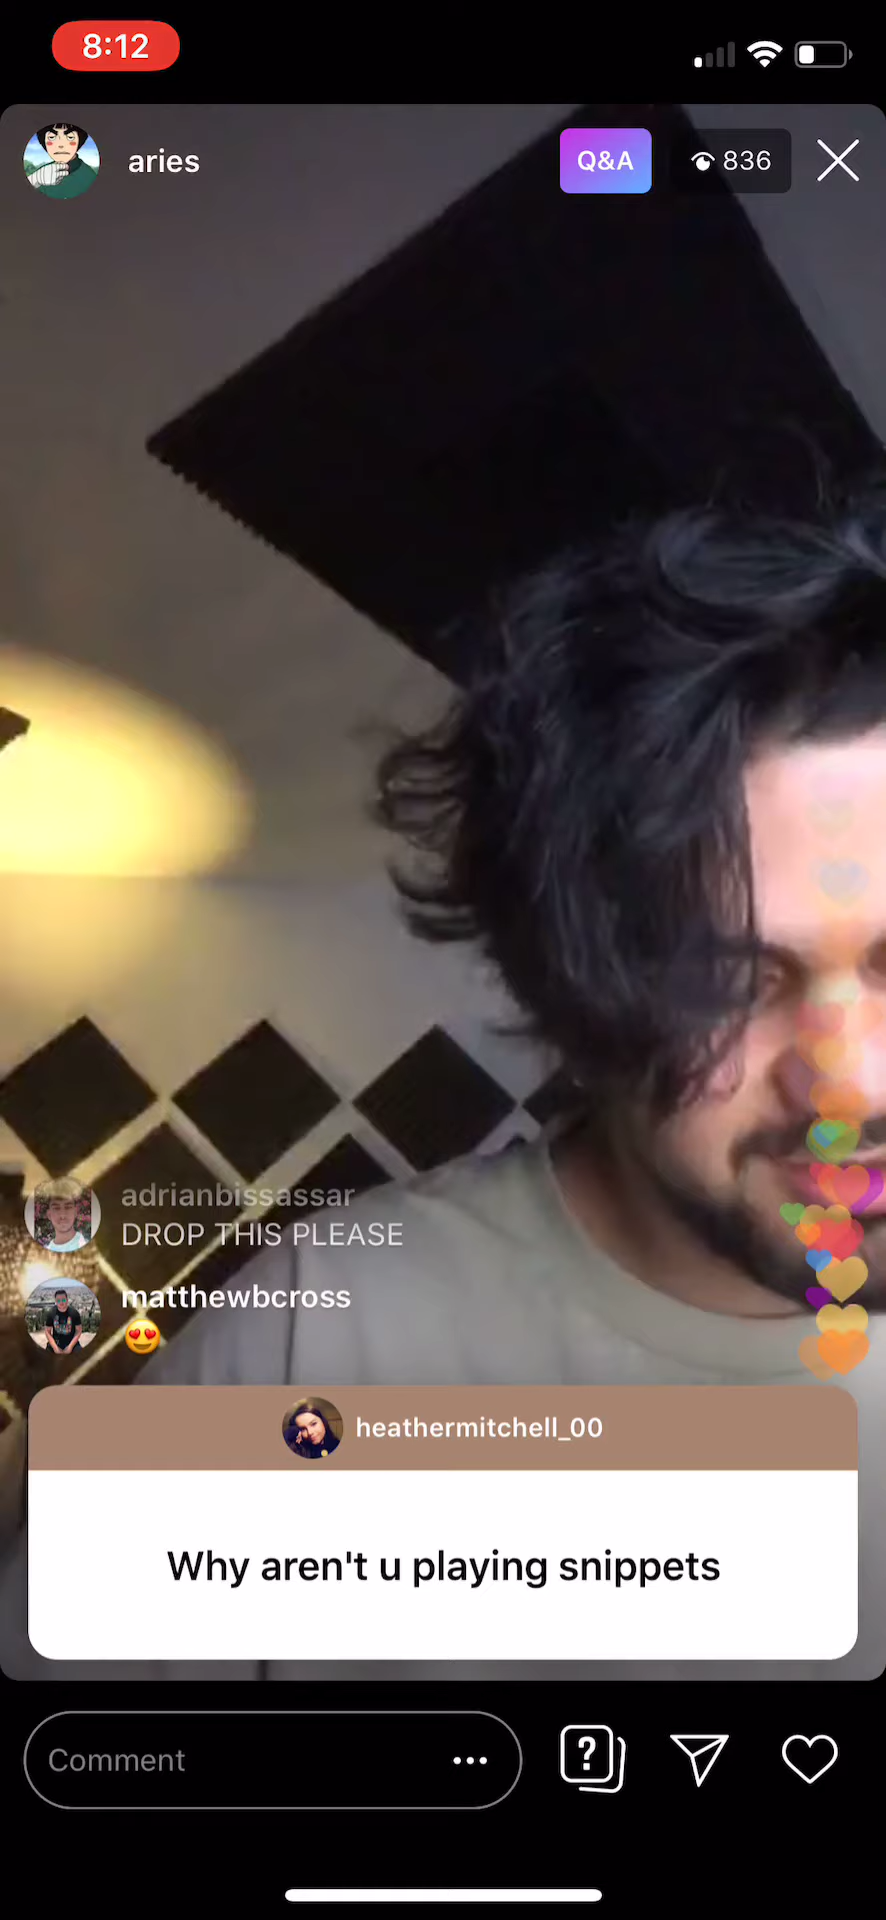 8:12
aries
Q&A
836
adrianbissassar
DROP THIS PLEASE
matthewbcross
😍
heathermitchell_00
Why aren't u playing snippets
Comment